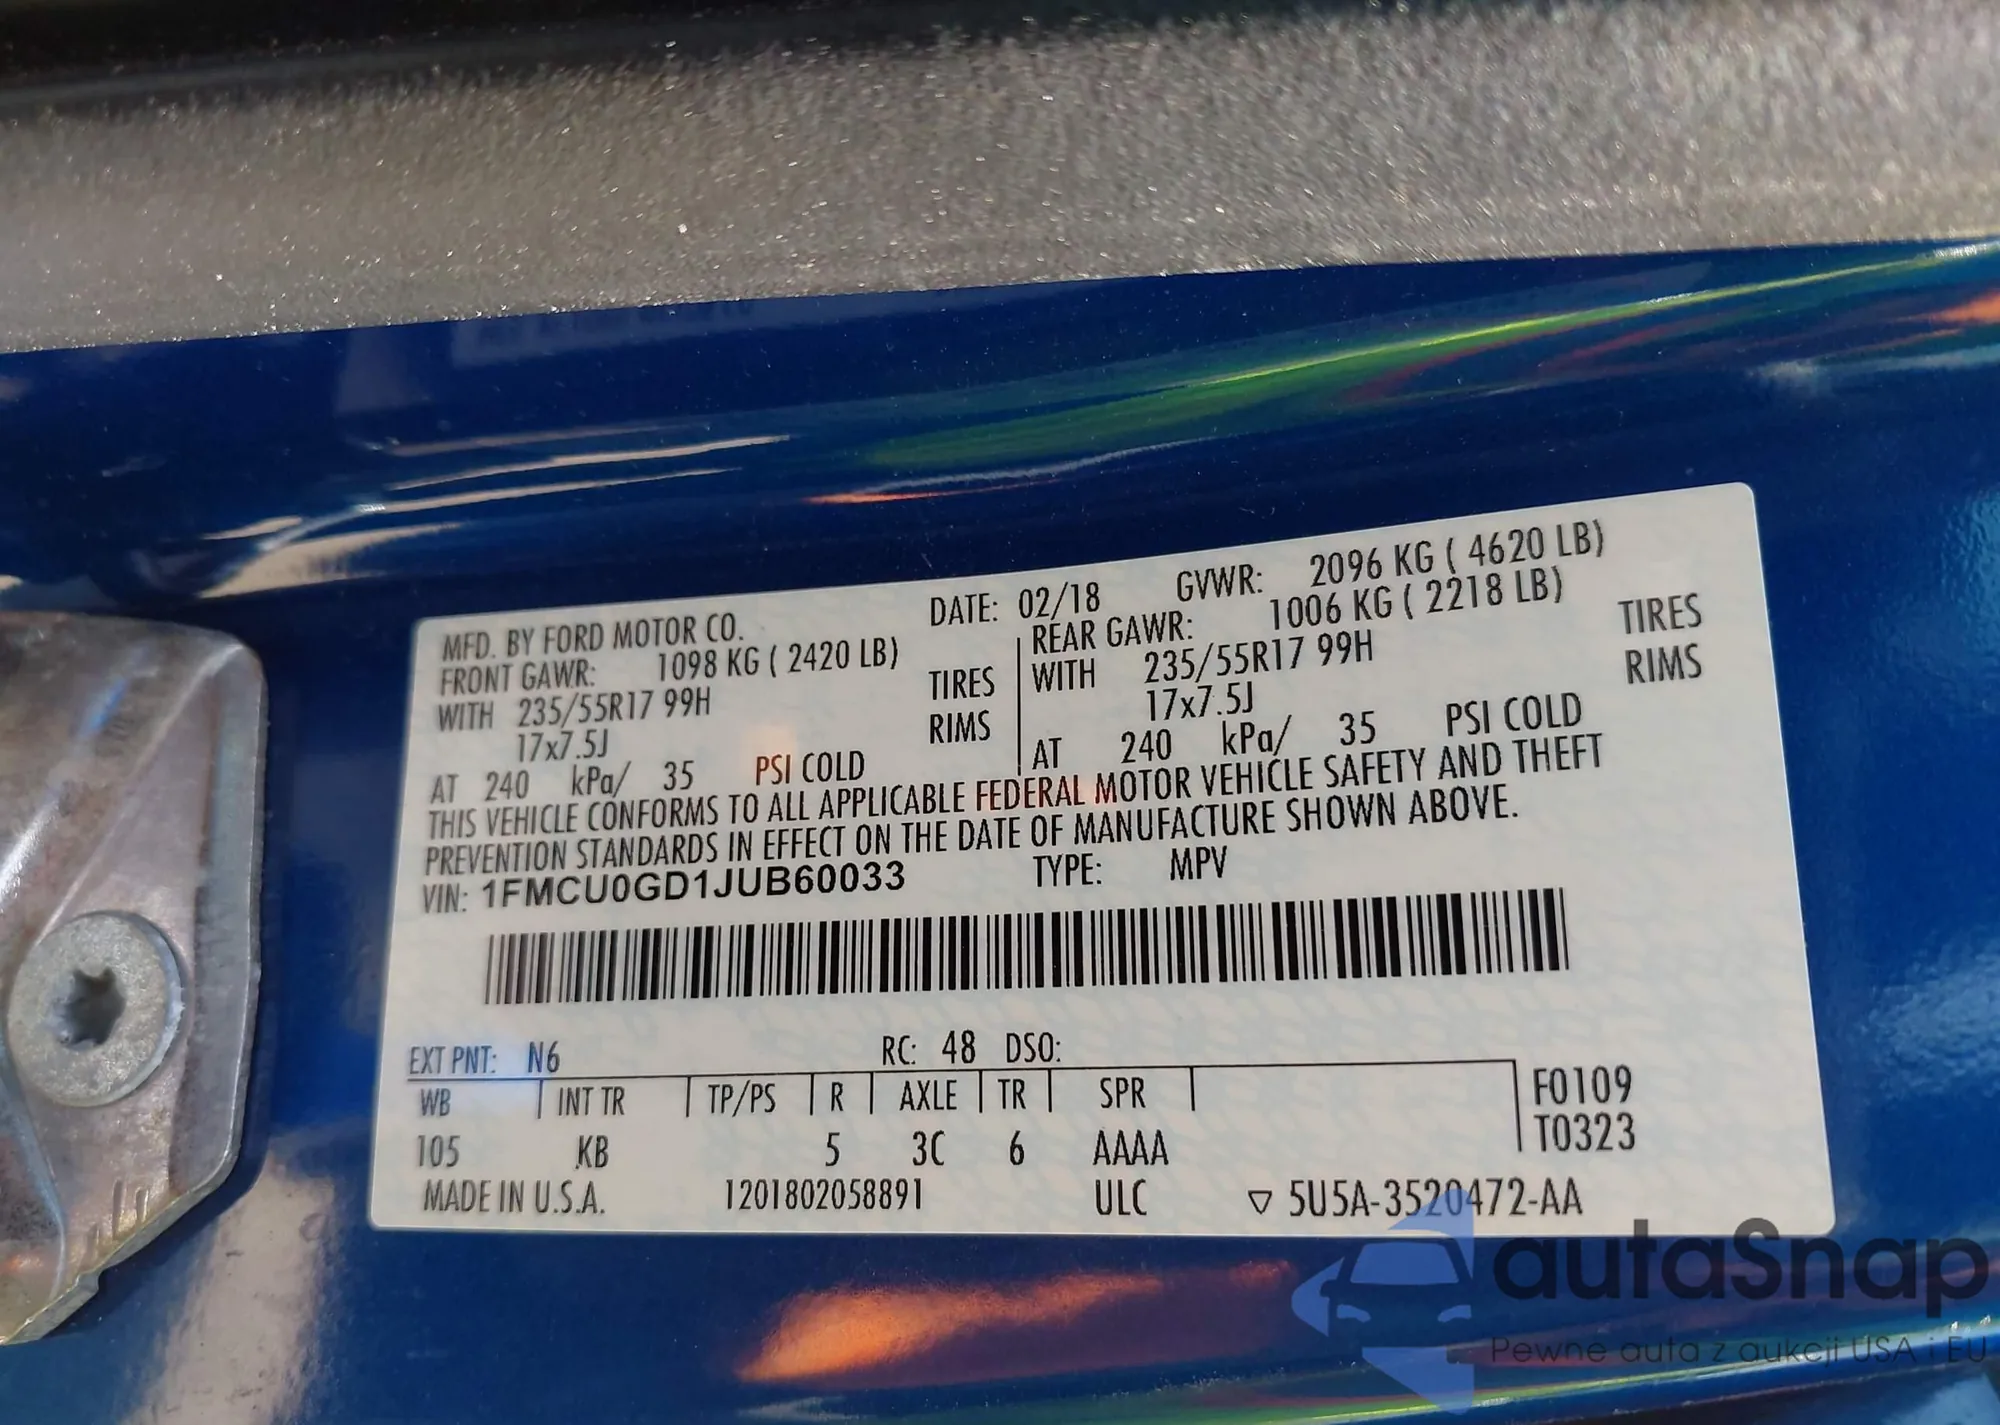 MFD. BY FORD MOTOR CO. DATE: 02/18 GVWR: 2096 KG ( 4620 LB)
FRONT GAWR: 1098 KG ( 2420 LB) REAR GAWR: 1006 KG ( 2218 LB)
WITH 235/55R17 99H TIRES WITH 235/55R17 99H TIRES
17x7.5J RIMS 17x7.5J RIMS
AT 240 kPa/ 35 PSI COLD AT 240 kPa/ 35 PSI COLD
THIS VEHICLE CONFORMS TO ALL APPLICABLE FEDERAL MOTOR VEHICLE SAFETY AND THEFT
PREVENTION STANDARDS IN EFFECT ON THE DATE OF MANUFACTURE SHOWN ABOVE.
VIN: 1FMCU0GD1JUB60033 TYPE: MPV
EXT PNT: N6 RC: 48 DSO:
WB INT TR TP/PS R AXLE TR SPR F0109
105 KB 5 3C 6 AAAA T0323
MADE IN U.S.A. 1201802058891 ULC ▽ 5U5A-3520472-AA
autaSnap
Pewne auta z aukcji USA i EU